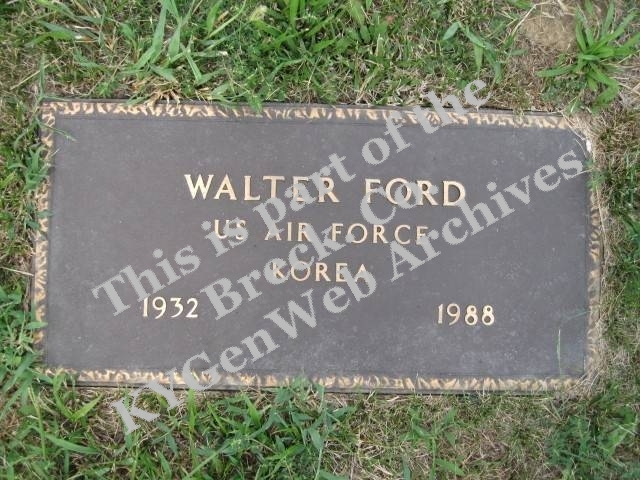 WALTER FORD
US AIR FORCE
KOREA
1932 1988
This is part of the
Breck. Co.
KYGenWeb Archives.